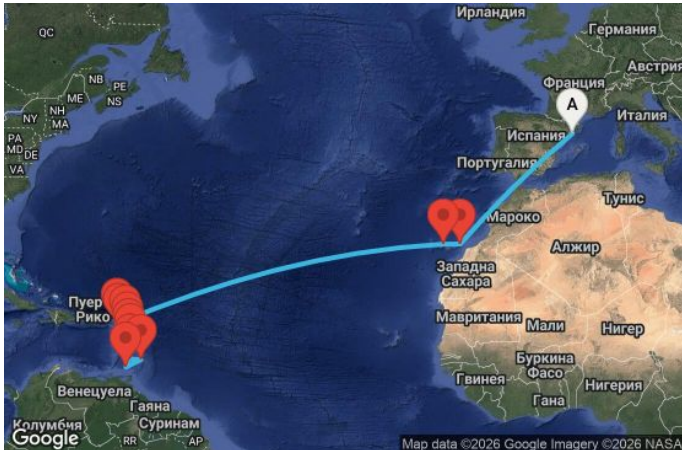 Ирландия
Германия
QC
Австрия
Франция
NB
PE
ME
NS
A
NH
NY
MA
Италия
Испания
PA
MD
DE
VA
Португалия
Тунис
Мароко
Алжир
Западна
Сахара
Пуерто
Рико
Мавритания
Мали
Нигер
Буркина
Фасо
Гвинея
Нигерия
Гана
Венецуела
Гаяна
Колумбия
Суринам
RR
AP
Google
Map data ©2026 Google Imagery ©2026 NASA